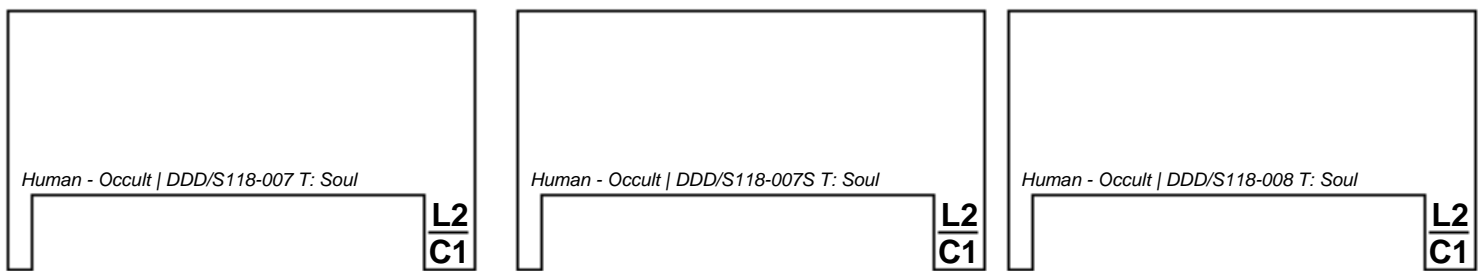 Human - Occult | DDD/S118-007 T: Soul
L2
C1
Human - Occult | DDD/S118-007S T: Soul
L2
C1
Human - Occult | DDD/S118-008 T: Soul
L2
C1